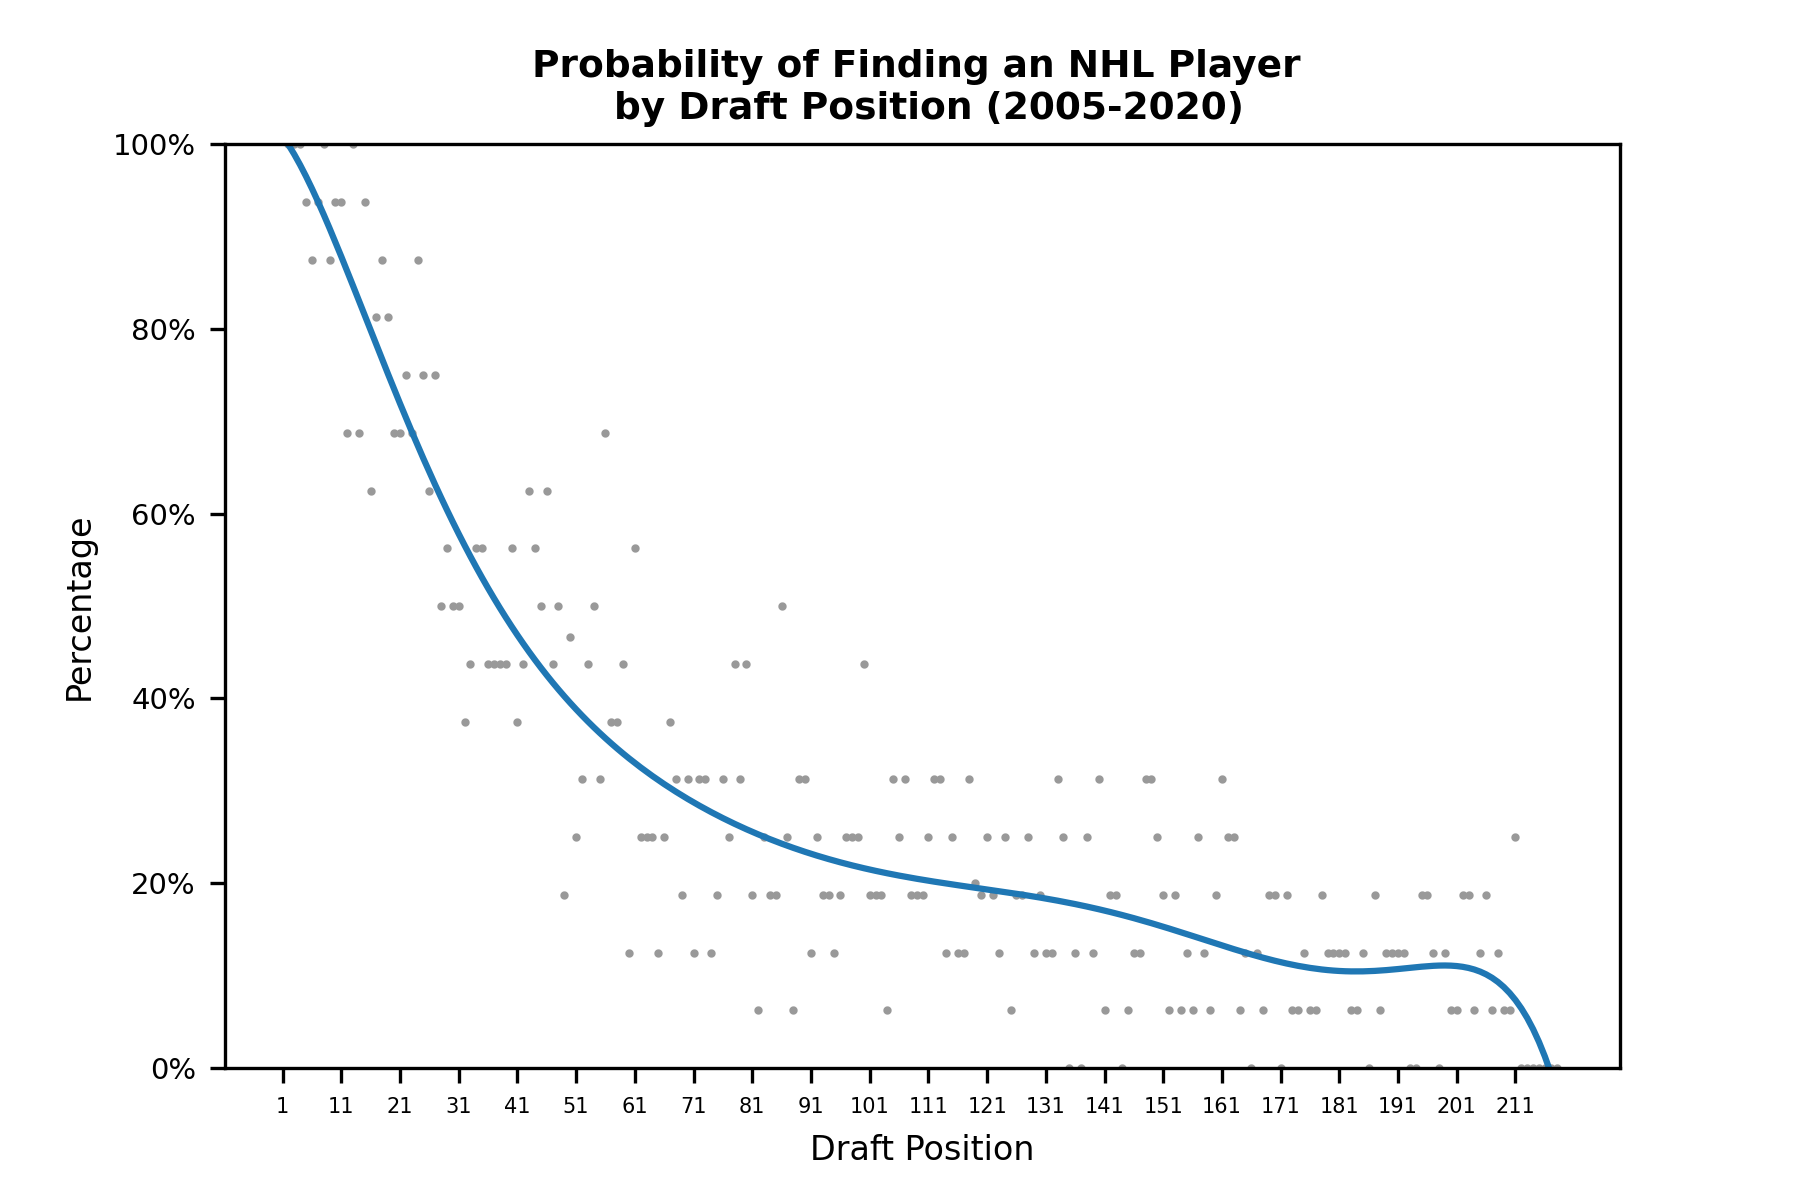 Probability of Finding an NHL Player
by Draft Position (2005-2020)
100%
80%
60%
40%
20%
0%
Percentage
1 11 21 31 41 51 61 71 81 91 101 111 121 131 141 151 161 171 181 191 201 211
Draft Position